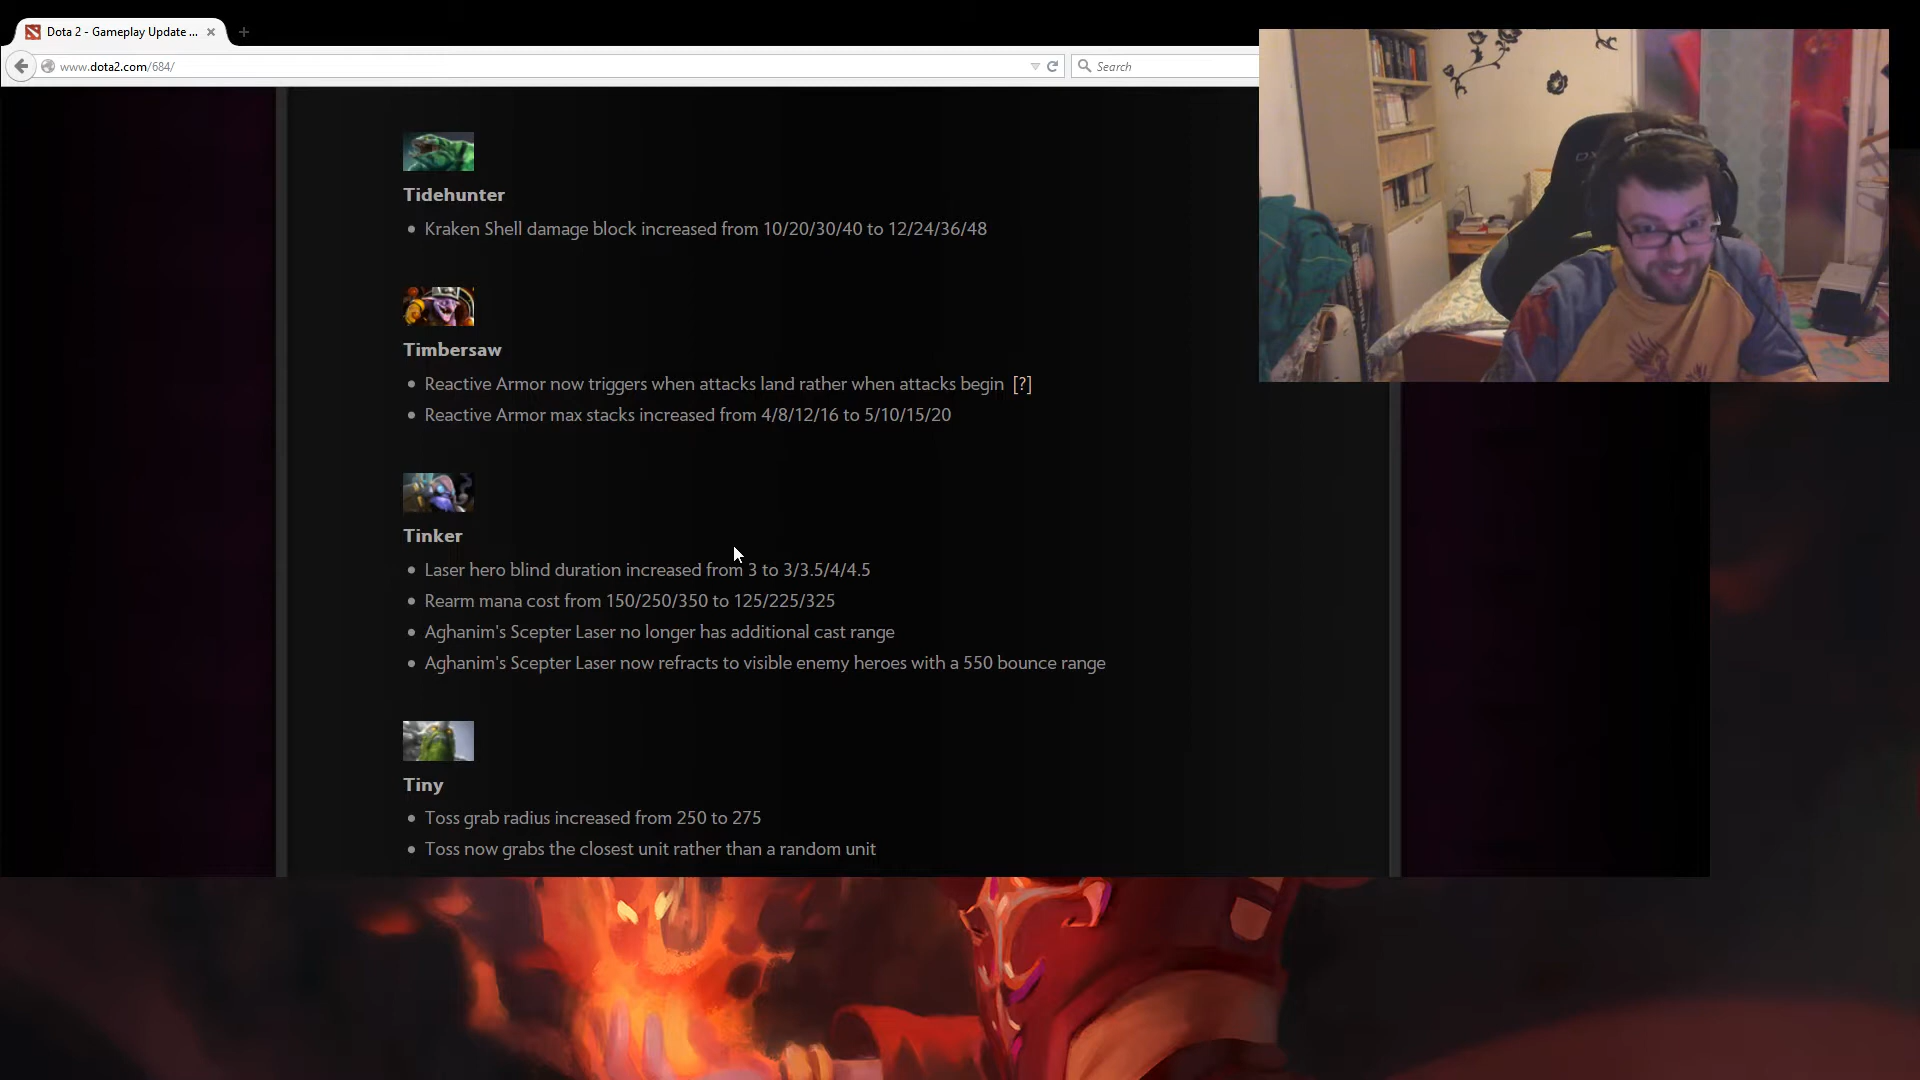 Dota 2 - Gameplay Update ...
www.dota2.com/684/
Search
Tidehunter
Kraken Shell damage block increased from 10/20/30/40 to 12/24/36/48
Timbersaw
Reactive Armor now triggers when attacks land rather when attacks begin [?]
Reactive Armor max stacks increased from 4/8/12/16 to 5/10/15/20
Tinker
Laser hero blind duration increased from 3 to 3/3.5/4/4.5
Rearm mana cost from 150/250/350 to 125/225/325
Aghanim's Scepter Laser no longer has additional cast range
Aghanim's Scepter Laser now refracts to visible enemy heroes with a 550 bounce range
Tiny
Toss grab radius increased from 250 to 275
Toss now grabs the closest unit rather than a random unit